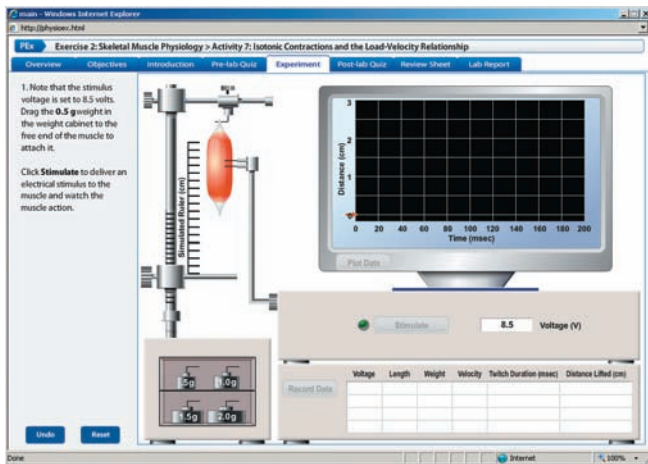 main - Windows Internet Explorer
http://physioex.html
PEx Exercise 2: Skeletal Muscle Physiology > Activity 7: Isotonic Contractions and the Load-Velocity Relationship
Overview Objectives Introduction Pre-lab Quiz Experiment Post-lab Quiz Review Sheet Lab Report
1. Note that the stimulus
voltage is set to 8.5 volts.
Drag the 0.5 g weight in
the weight cabinet to the
free end of the muscle to
attach it.
Click Stimulate to deliver an
electrical stimulus to the
muscle and watch the
muscle action.
Simulated Ruler (cm)
Distance (cm)
3
2
1
0 20 40 60 80 100 120 140 160 180 200
Time (msec)
Plot Data
Stimulate 8.5 Voltage (V)
.5g 1.0g
1.5g 2.0g
Record Data
Voltage Length Weight Velocity Twitch Duration (msec) Distance Lifted (cm)
Undo Reset
Done Internet 100%